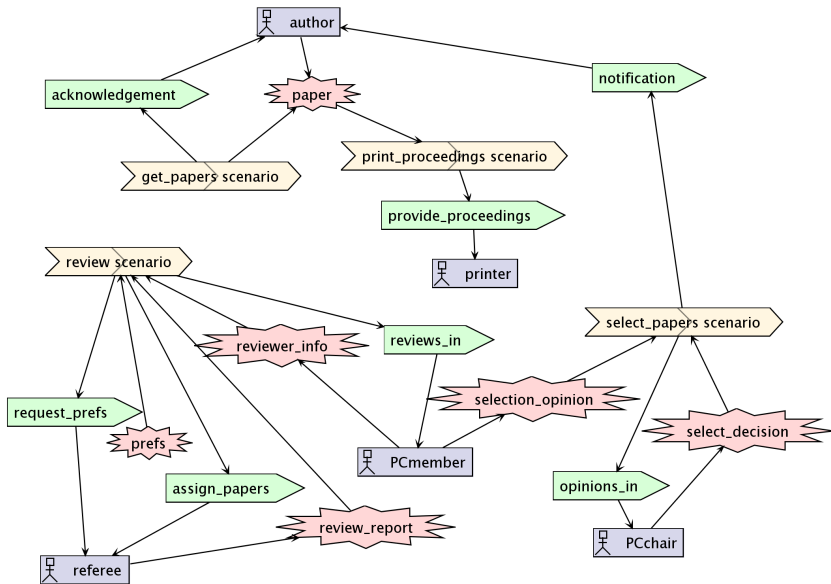 author
acknowledgement
paper
notification
get_papers scenario
print_proceedings scenario
provide_proceedings
printer
review scenario
reviewer_info
reviews_in
select_papers scenario
request_prefs
prefs
selection_opinion
select_decision
PCmember
assign_papers
opinions_in
review_report
PCchair
referee